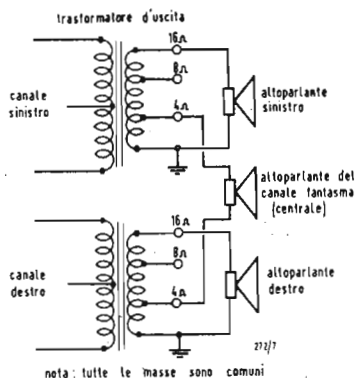 trasformatore d'uscita
16Ω
8Ω
4Ω
canale
sinistro
altoparlante
sinistro
altoparlante del
canale fantasma
(centrale)
16Ω
8Ω
4Ω
canale
destro
altoparlante
destro
272/7
nota: tutte le masse sono comuni